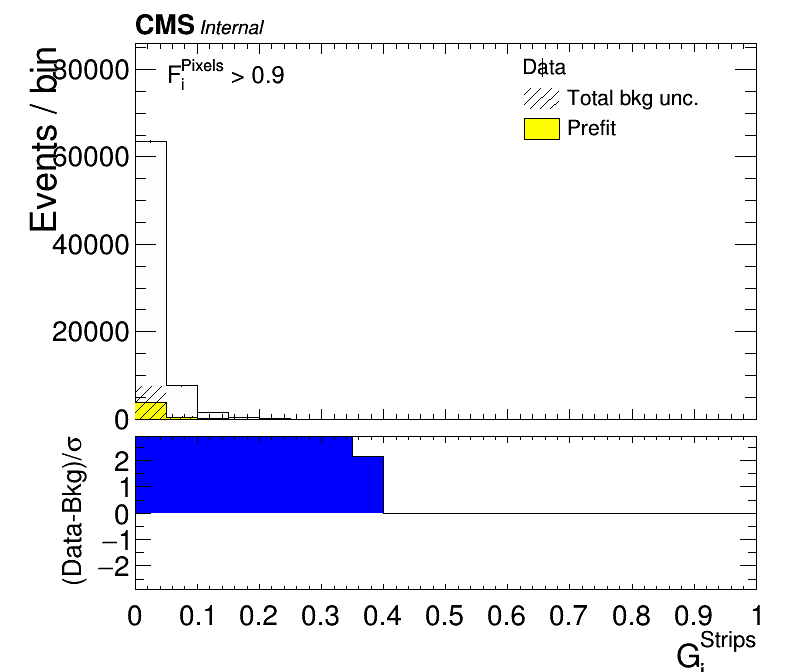 CMS Internal
F_i^Pixels > 0.9
Data
Total bkg unc.
Prefit
Events / bin
80000
60000
40000
20000
0
(Data-Bkg)/σ
2
1
0
−1
−2
0 0.1 0.2 0.3 0.4 0.5 0.6 0.7 0.8 0.9 1
G_i^Strips